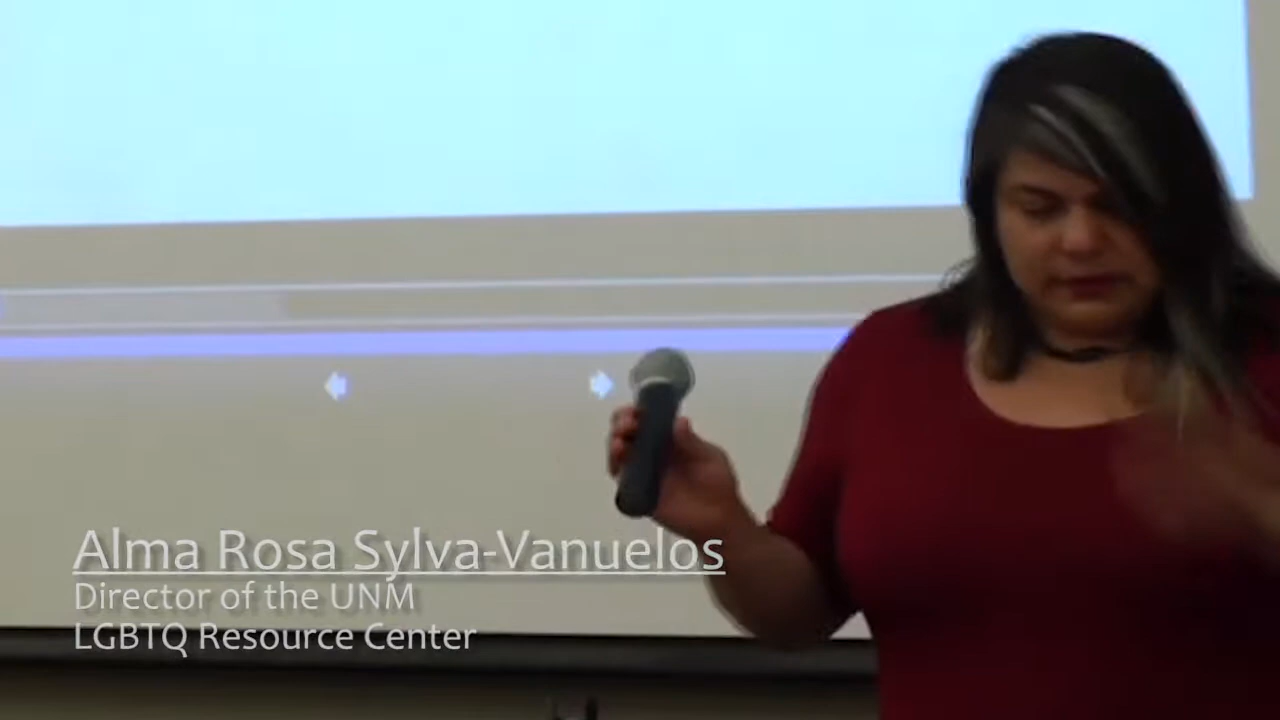 Alma Rosa Sylva-Vanuelos
Director of the UNM
LGBTQ Resource Center